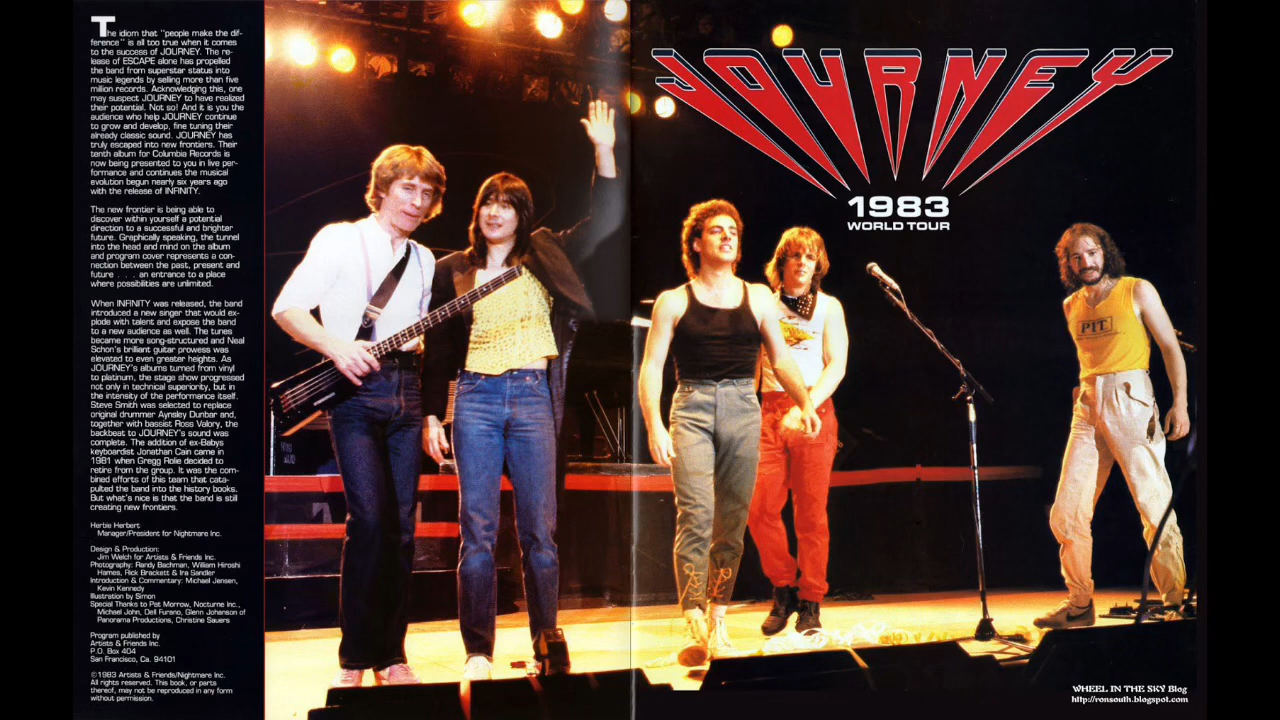 The idiom that "people make the dif-
ference" is all too true when it comes
to the success of JOURNEY. The re-
lease of ESCAPE alone has propelled
the band from superstar status into
music legends by selling more than five
million records. Acknowledging this, one
may suspect JOURNEY to have realized
their potential. Not so! And it is you the
audience who help JOURNEY continue
to grow and develop, fine tuning their
already classic sound. JOURNEY has
truly escaped into new frontiers. Their
tenth album for Columbia Records is
now being presented to you in live per-
formance and continues the musical
evolution begun nearly six years ago
with the release of INFINITY.
The new frontier is being able to
discover within yourself a potential
direction to a successful and brighter
future. Graphically speaking, the tunnel
into the head and mind on the album
and program cover represents a con-
nection between the past, present and
future . . . an entrance to a place
where possibilities are unlimited.
When INFINITY was released, the band
introduced a new singer that would ex-
plode with talent and expose the band
to a new audience as well. The tunes
became more song-structured and Neal
Schon's brilliant guitar prowess was
elevated to even greater heights. As
JOURNEY's albums turned from vinyl
to platinum, the stage show progressed
not only in technical superiority, but in
the intensity of the performance itself.
Steve Smith was selected to replace
original drummer Aynsley Dunbar and,
together with bassist Ross Valory, the
backbeat to JOURNEY's sound was
complete. The addition of ex-Babys
keyboardist Jonathan Cain came in
1981 when Gregg Rolie decided to
retire from the group. It was the com-
bined efforts of this team that cata-
pulted the band into the history books.
But what's nice is that the band is still
creating new frontiers.
Herbie Herbert
Manager/President for Nightmare Inc.
Design & Production:
Jim Welch for Artists & Friends Inc.
Photography: Randy Bachman, William Hiroshi
Hames, Rick Brackett & Ira Sandler
Introduction & Commentary: Michael Jensen,
Kevin Kennedy
Illustration by Simon
Special Thanks to Pat Morrow, Nocturne Inc.,
Michael John, Dell Furano, Glenn Johanson of
Panorama Productions, Christine Sauers
Program published by
Artists & Friends Inc.
P.O. Box 404
San Francisco, Ca. 94101
©1983 Artists & Friends/Nightmare Inc.
All rights reserved. This book, or parts
thereof, may not be reproduced in any form
without permission.
JOURNEY
1983
WORLD TOUR
PIT
WHEEL IN THE SKY Blog
http://ronsouth.blogspot.com